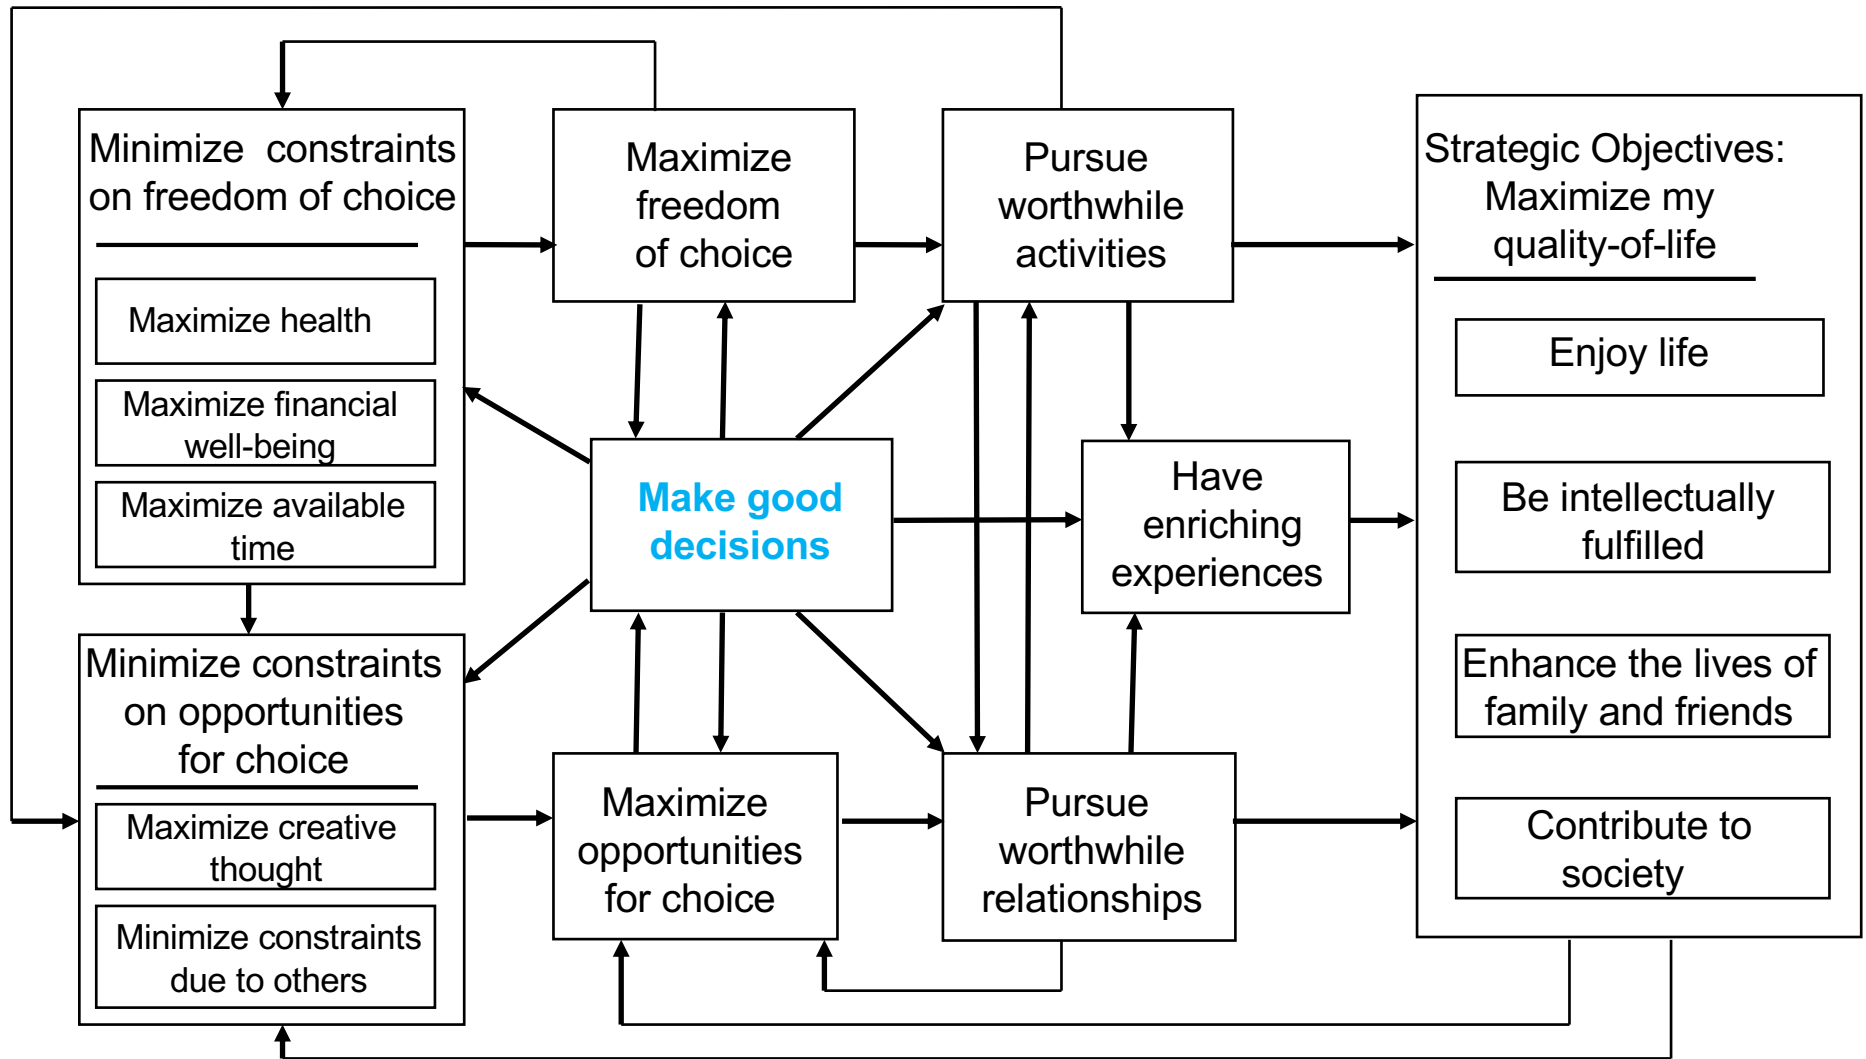 Minimize constraints
on freedom of choice
Maximize health
Maximize financial
well-being
Maximize available
time
Minimize constraints
on opportunities
for choice
Maximize creative
thought
Minimize constraints
due to others
Maximize
freedom
of choice
Make good
decisions
Maximize
opportunities
for choice
Pursue
worthwhile
activities
Have
enriching
experiences
Pursue
worthwhile
relationships
Strategic Objectives:
Maximize my
quality-of-life
Enjoy life
Be intellectually
fulfilled
Enhance the lives of
family and friends
Contribute to
society